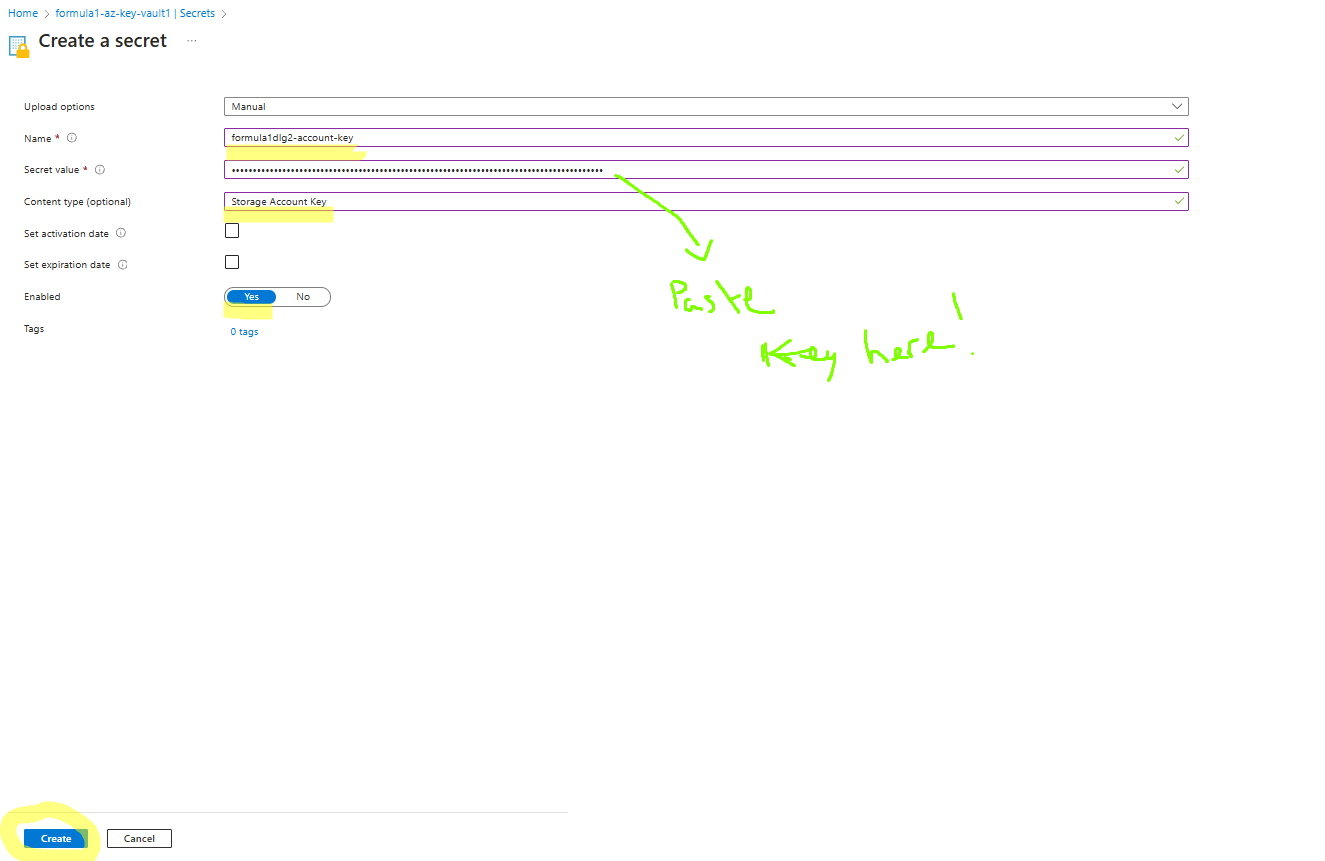 Home > formula1-az-key-vault1 | Secrets >
Create a secret ...
Upload options
Manual
Name *
formula1dlg2-account-key
Secret value *
Content type (optional)
Storage Account Key
Set activation date
Set expiration date
Enabled
Yes No
Tags
0 tags
Paste
Key here!
Create
Cancel